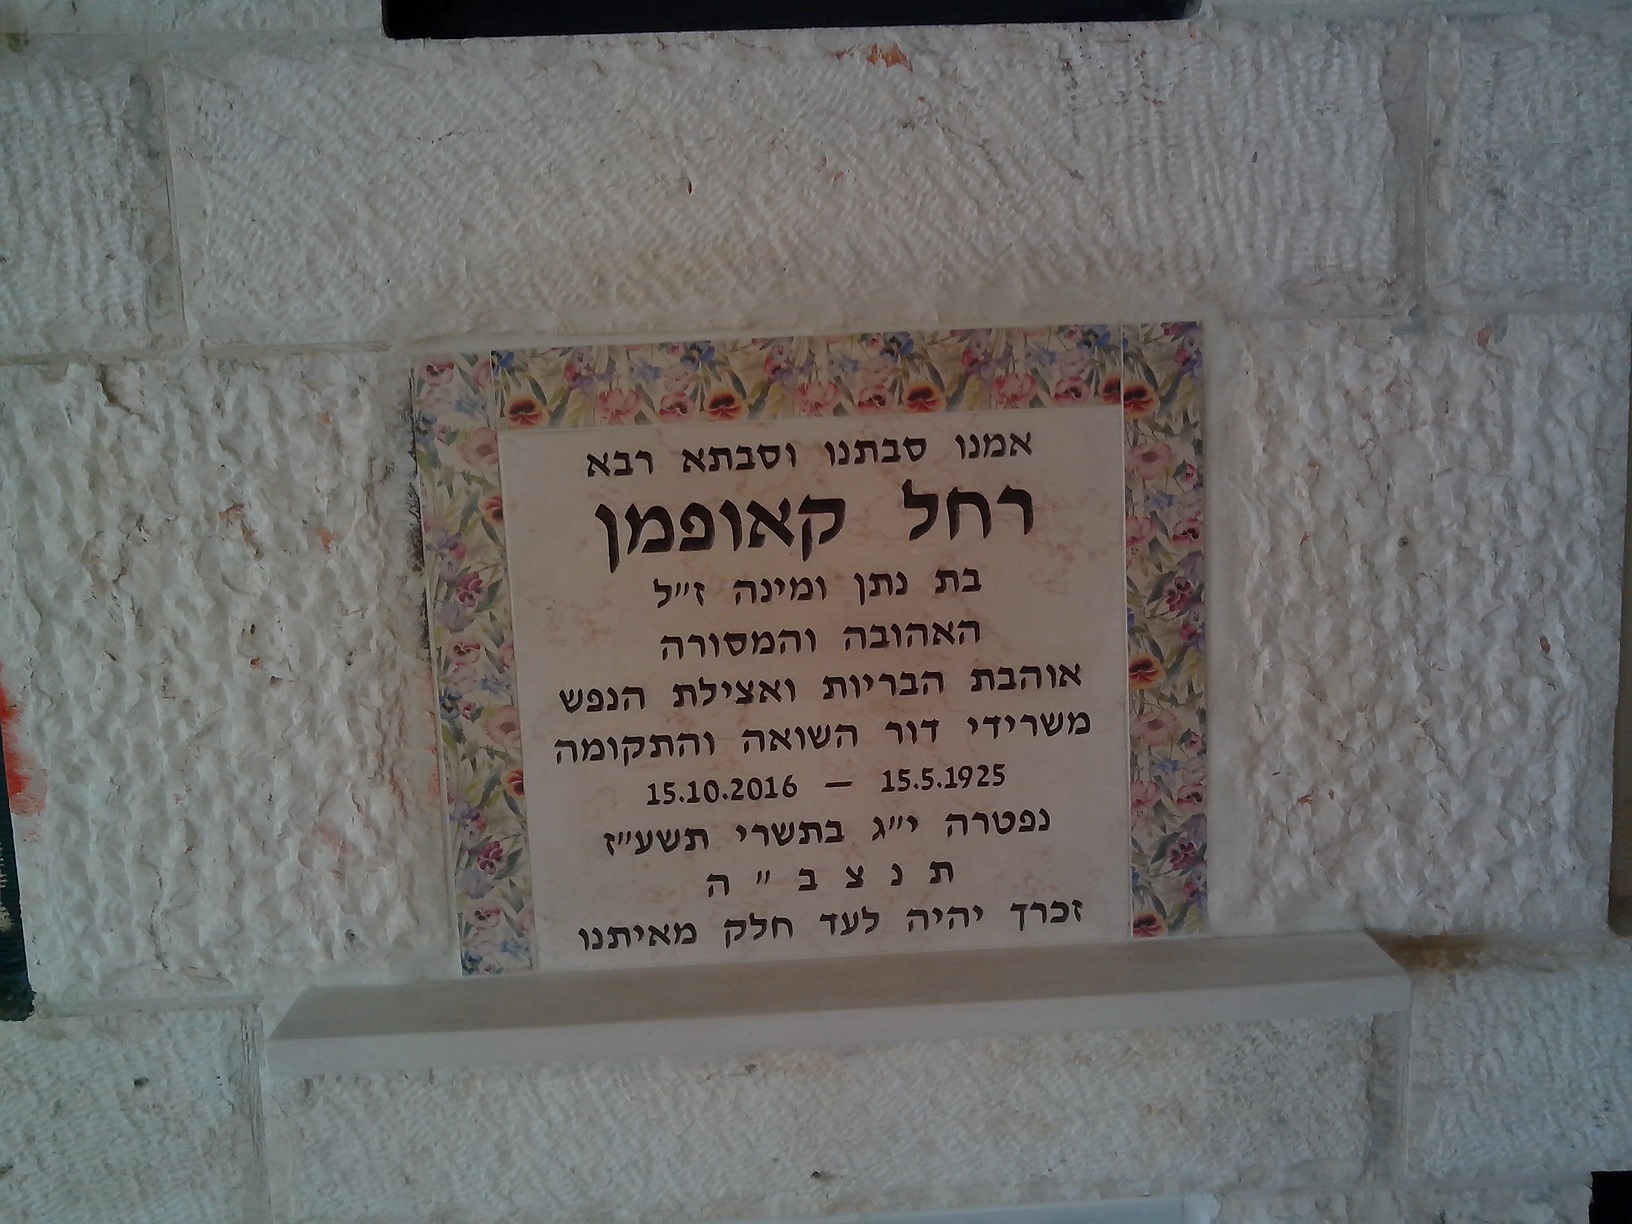 אמנו סבתנו וסבתא רבא
רחל קאופמן
בת נתן ומינה ז״ל
האהובה והמסורה
אוהבת הבריות ואצילת הנפש
משרידי דור השואה והתקומה
15.5.1925 — 15.10.2016
נפטרה י״ג בתשרי תשע״ז
ת נ צ ב ״ ה
זכרך יהיה לעד חלק מאיתנו